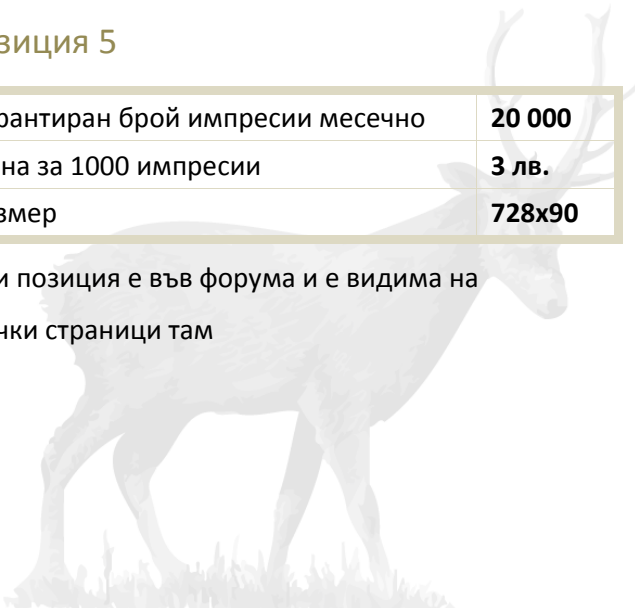 зиция 5
рантиран брой импресии месечно 20 000
на за 1000 импресии 3 лв.
змер 728x90
и позиция е във форума и е видима на
чки страници там